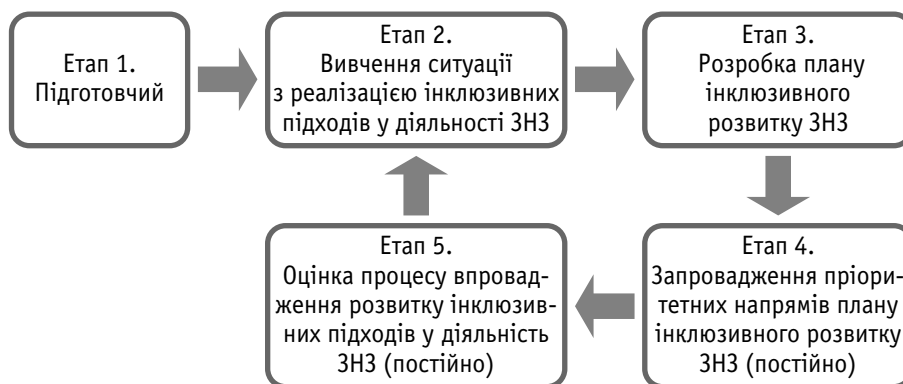 Етап 1.
Підготовчий
Етап 2.
Вивчення ситуації
з реалізацією інклюзивних
підходів у діяльності ЗНЗ
Етап 3.
Розробка плану
інклюзивного
розвитку ЗНЗ
Етап 4.
Запровадження пріори-
тетних напрямів плану
інклюзивного розвитку
ЗНЗ (постійно)
Етап 5.
Оцінка процесу впровад-
ження розвитку інклюзив-
них підходів у діяльність
ЗНЗ (постійно)